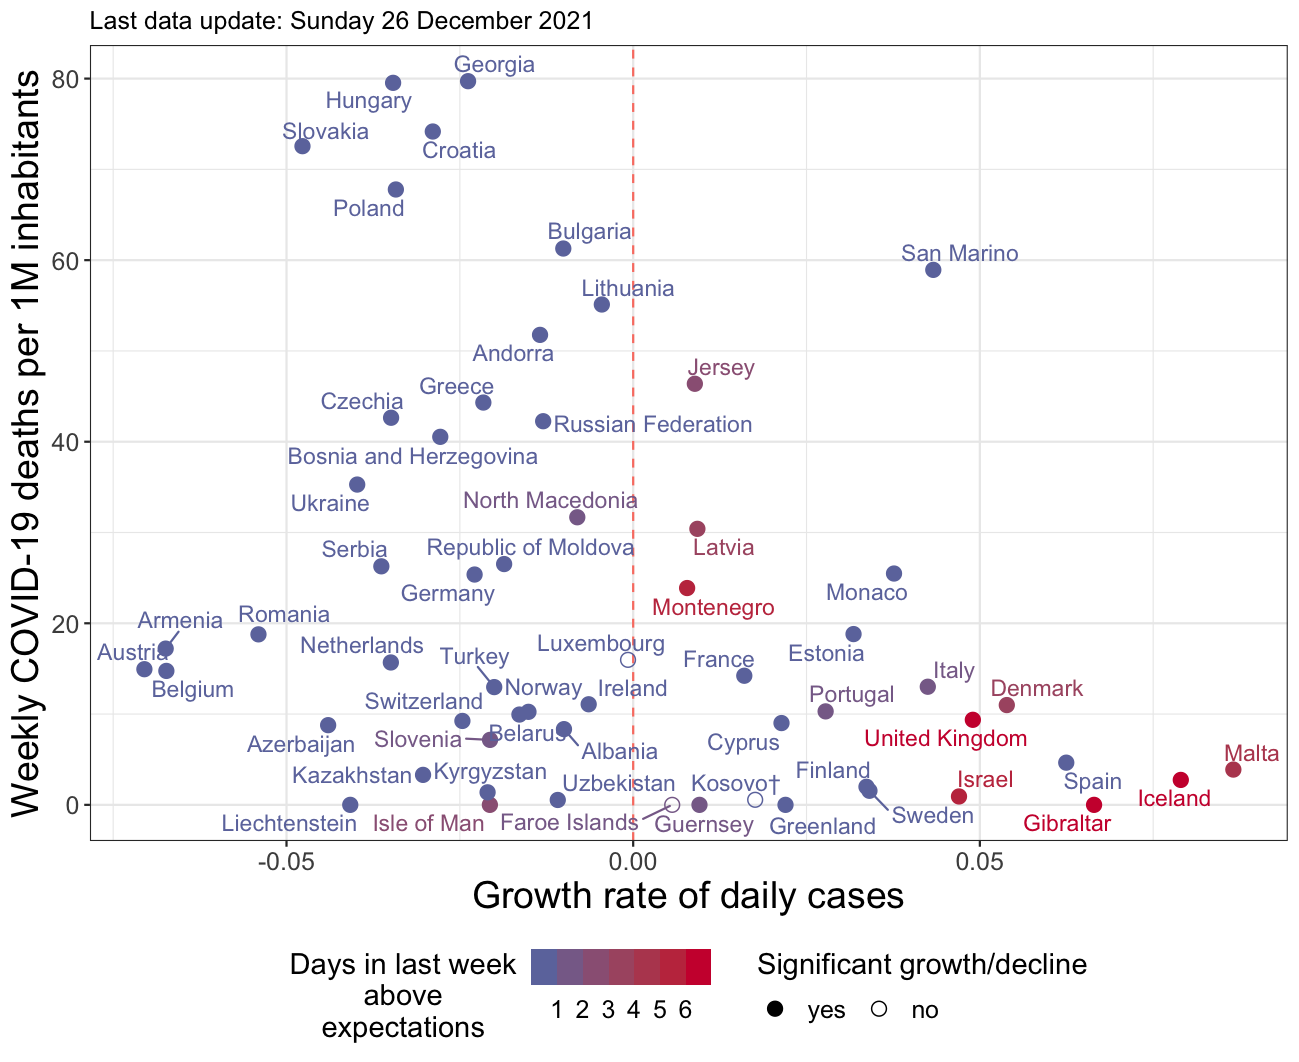 Last data update: Sunday 26 December 2021
Weekly COVID-19 deaths per 1M inhabitants
80
60
40
20
0
Georgia
Hungary
Slovakia
Croatia
Poland
Bulgaria
San Marino
Lithuania
Andorra
Jersey
Greece
Czechia
Russian Federation
Bosnia and Herzegovina
Ukraine
North Macedonia
Serbia
Republic of Moldova
Latvia
Germany
Monaco
Montenegro
Armenia
Romania
Netherlands
Luxembourg
Austria
Turkey
France
Estonia
Belgium
Italy
Switzerland
Norway
Ireland
Portugal
Denmark
Azerbaijan
Slovenia
Belarus
Albania
Cyprus
United Kingdom
Malta
Kazakhstan
Kyrgyzstan
Uzbekistan
Kosovo†
Finland
Israel
Spain
Iceland
Liechtenstein
Isle of Man
Faroe Islands
Guernsey
Greenland
Sweden
Gibraltar
-0.05
0.00
0.05
Growth rate of daily cases
Days in last week
above
expectations
1 2 3 4 5 6
Significant growth/decline
yes
no